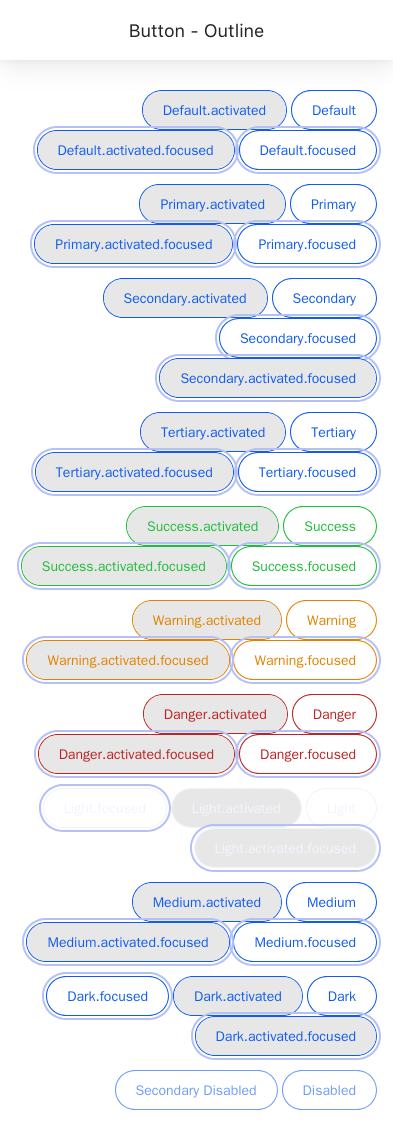 Button - Outline
Default.activated Default
Default.activated.focused Default.focused
Primary.activated Primary
Primary.activated.focused Primary.focused
Secondary.activated Secondary
Secondary.focused
Secondary.activated.focused
Tertiary.activated Tertiary
Tertiary.activated.focused Tertiary.focused
Success.activated Success
Success.activated.focused Success.focused
Warning.activated Warning
Warning.activated.focused Warning.focused
Danger.activated Danger
Danger.activated.focused Danger.focused
Light.focused Light.activated Light
Light.activated.focused
Medium.activated Medium
Medium.activated.focused Medium.focused
Dark.focused Dark.activated Dark
Dark.activated.focused
Secondary Disabled Disabled